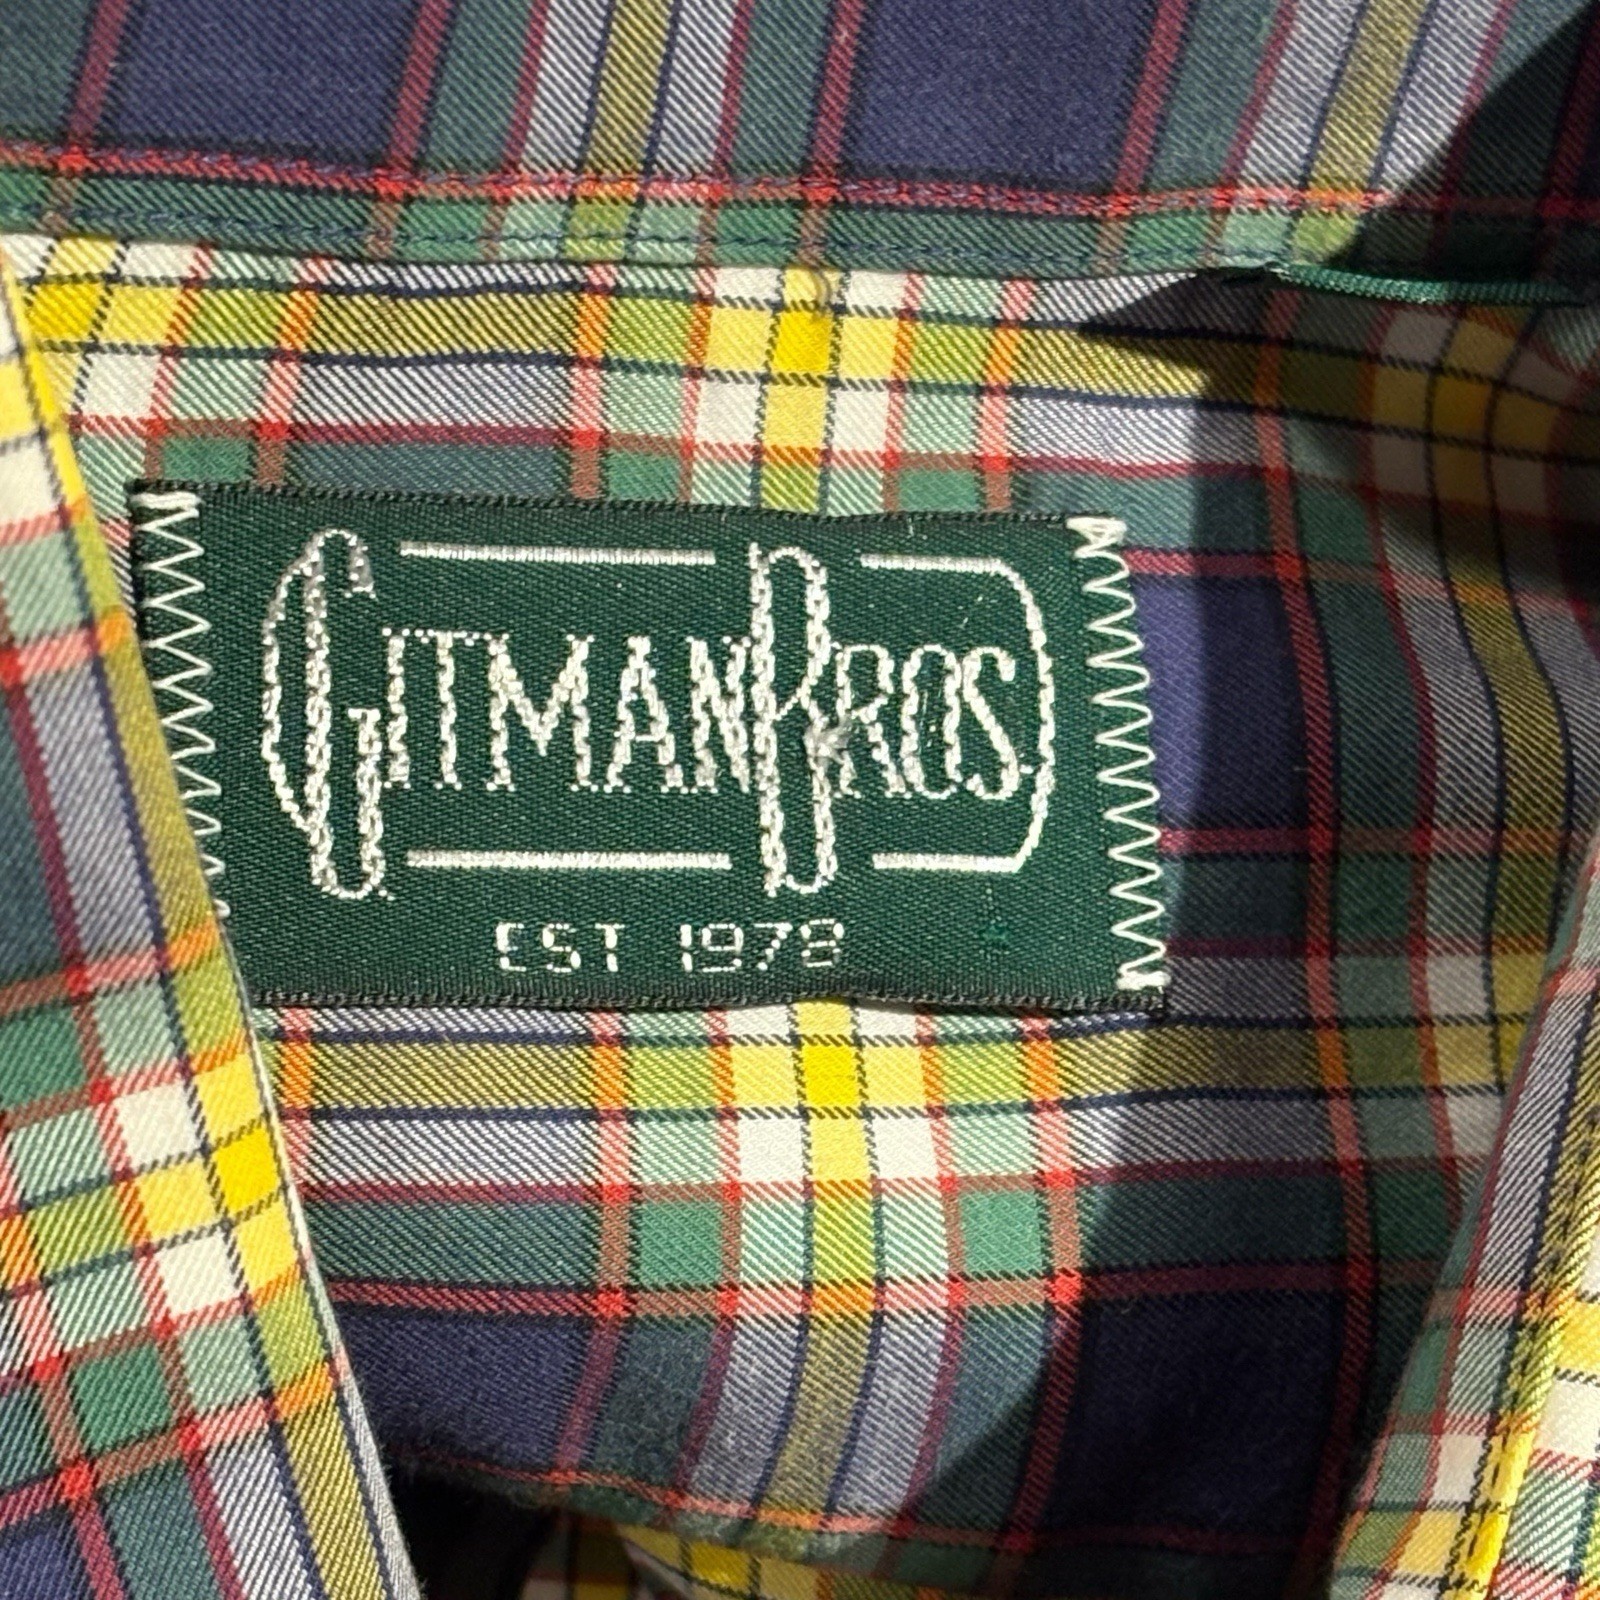 GITMAN BROS.
EST 1978